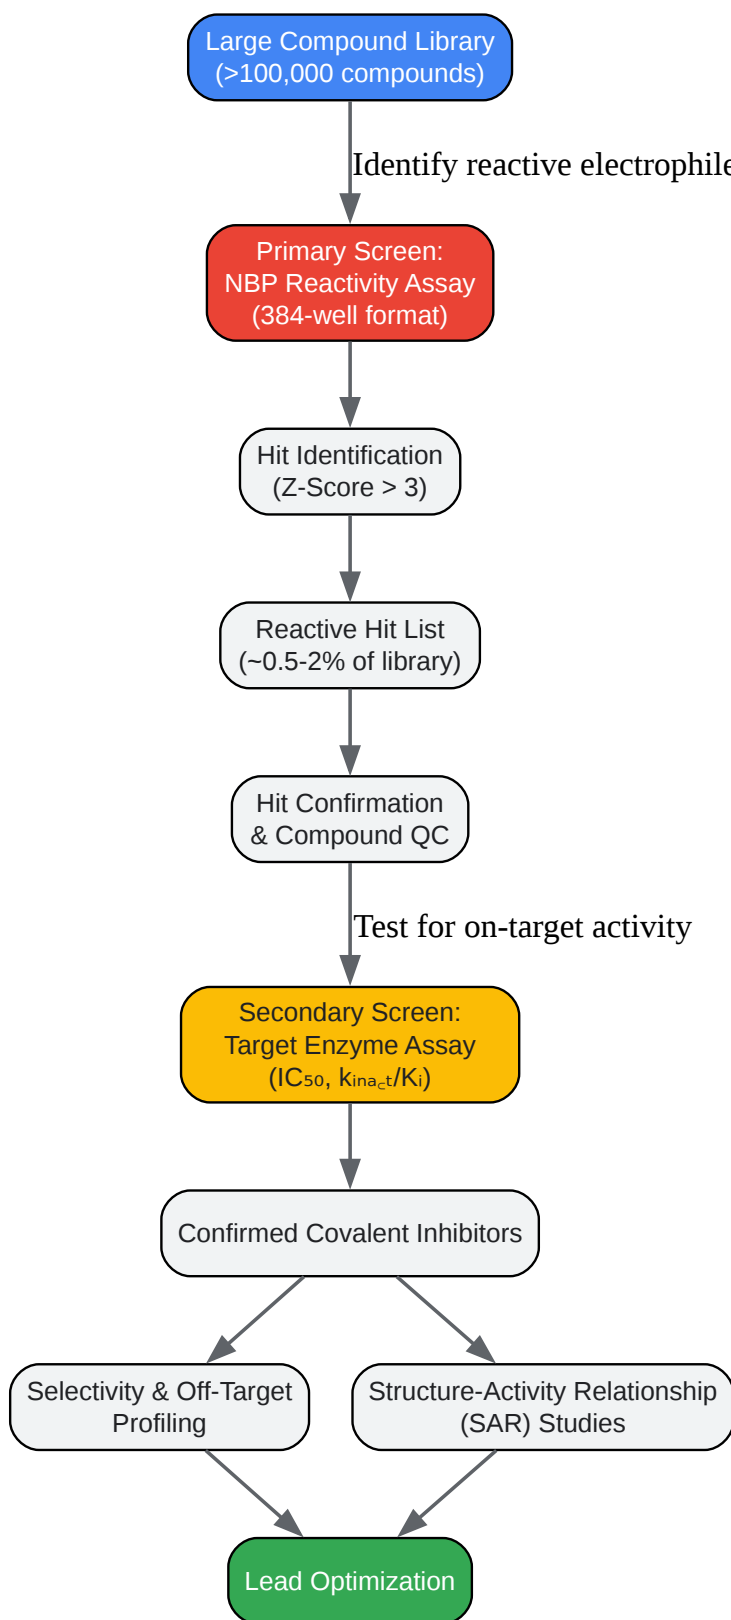 Large Compound Library
(>100,000 compounds)
Identify reactive electrophile
Primary Screen:
NBP Reactivity Assay
(384-well format)
Hit Identification
(Z-Score > 3)
Reactive Hit List
(~0.5-2% of library)
Hit Confirmation
& Compound QC
Test for on-target activity
Secondary Screen:
Target Enzyme Assay
(IC₅₀, kᵢₙₐ꜀ₜ/Kᵢ)
Confirmed Covalent Inhibitors
Selectivity & Off-Target
Profiling
Structure-Activity Relationship
(SAR) Studies
Lead Optimization